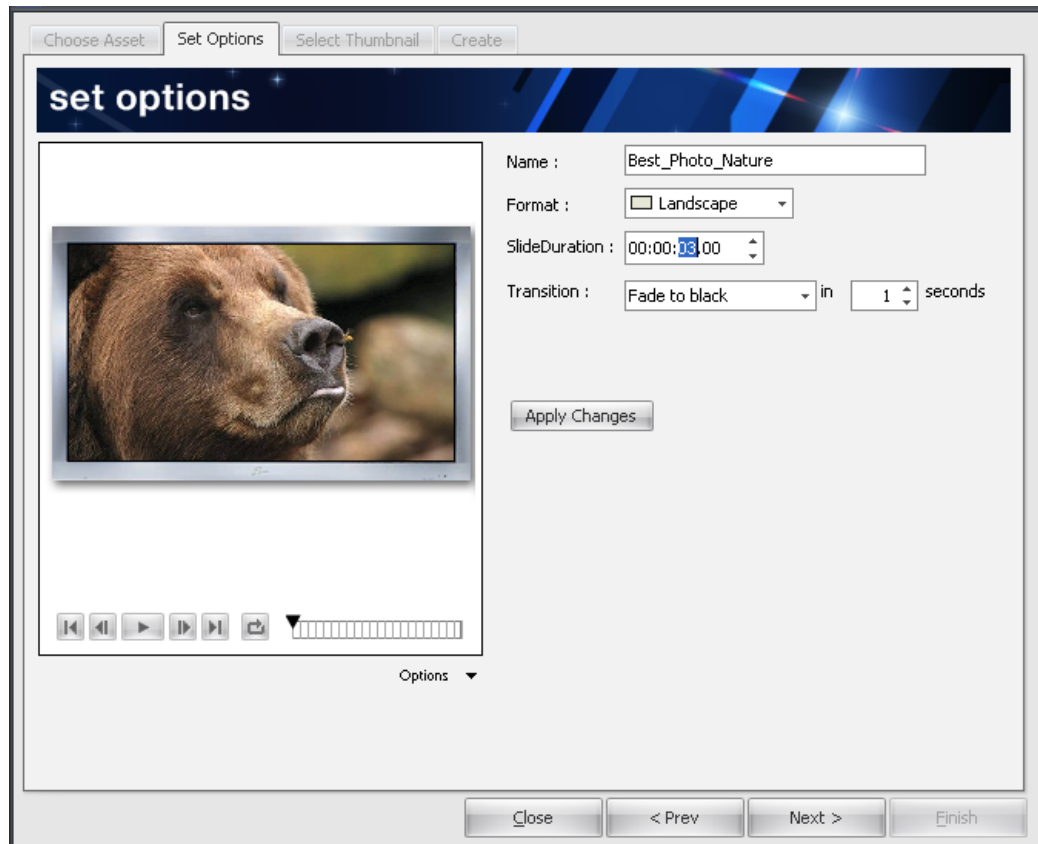 Choose Asset Set Options Select Thumbnail Create
set options
Name : Best_Photo_Nature
Format : Landscape
SlideDuration : 00:00:03.00
Transition : Fade to black in 1 seconds
Apply Changes
Options
Close < Prev Next > Finish